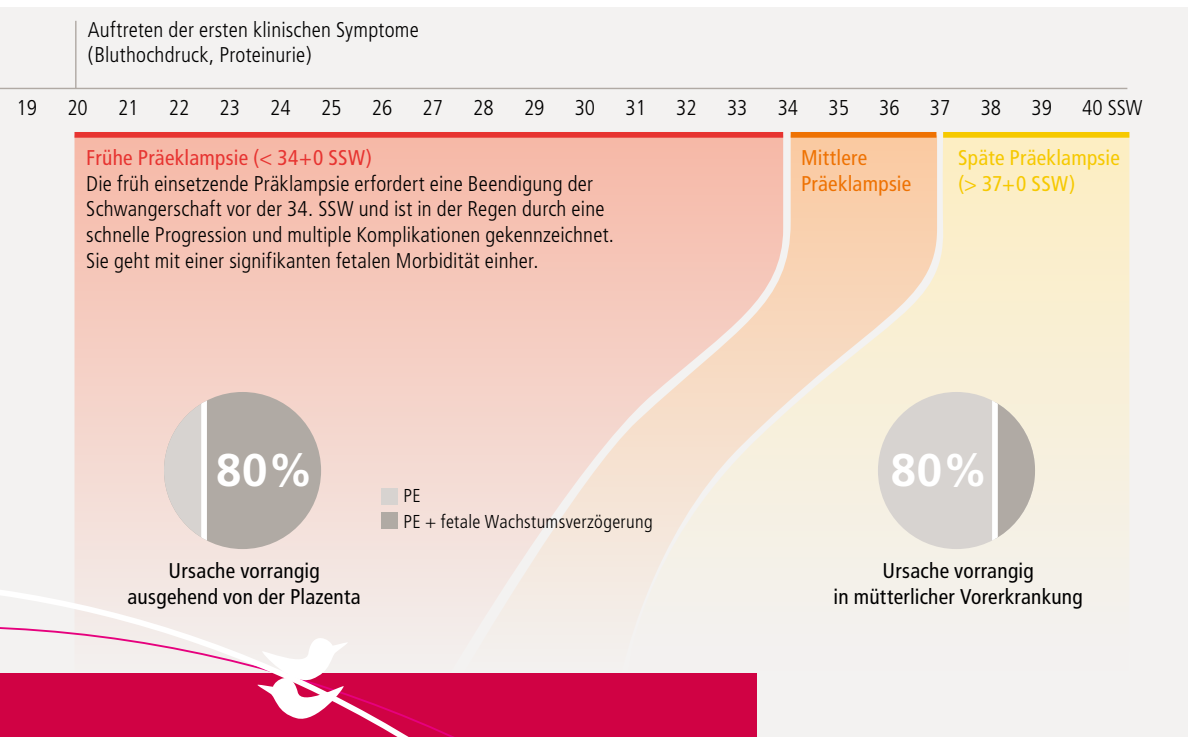 Auftreten der ersten klinischen Symptome
(Bluthochdruck, Proteinurie)
19 20 21 22 23 24 25 26 27 28 29 30 31 32 33 34 35 36 37 38 39 40 SSW
Frühe Präeklampsie (< 34+0 SSW)
Die früh einsetzende Präklampsie erfordert eine Beendigung der
Schwangerschaft vor der 34. SSW und ist in der Regen durch eine
schnelle Progression und multiple Komplikationen gekennzeichnet.
Sie geht mit einer signifikanten fetalen Morbidität einher.
Mittlere
Präeklampsie
Späte Präeklampsie
(> 37+0 SSW)
80%
PE
PE + fetale Wachstumsverzögerung
80%
Ursache vorrangig
ausgehend von der Plazenta
Ursache vorrangig
in mütterlicher Vorerkrankung